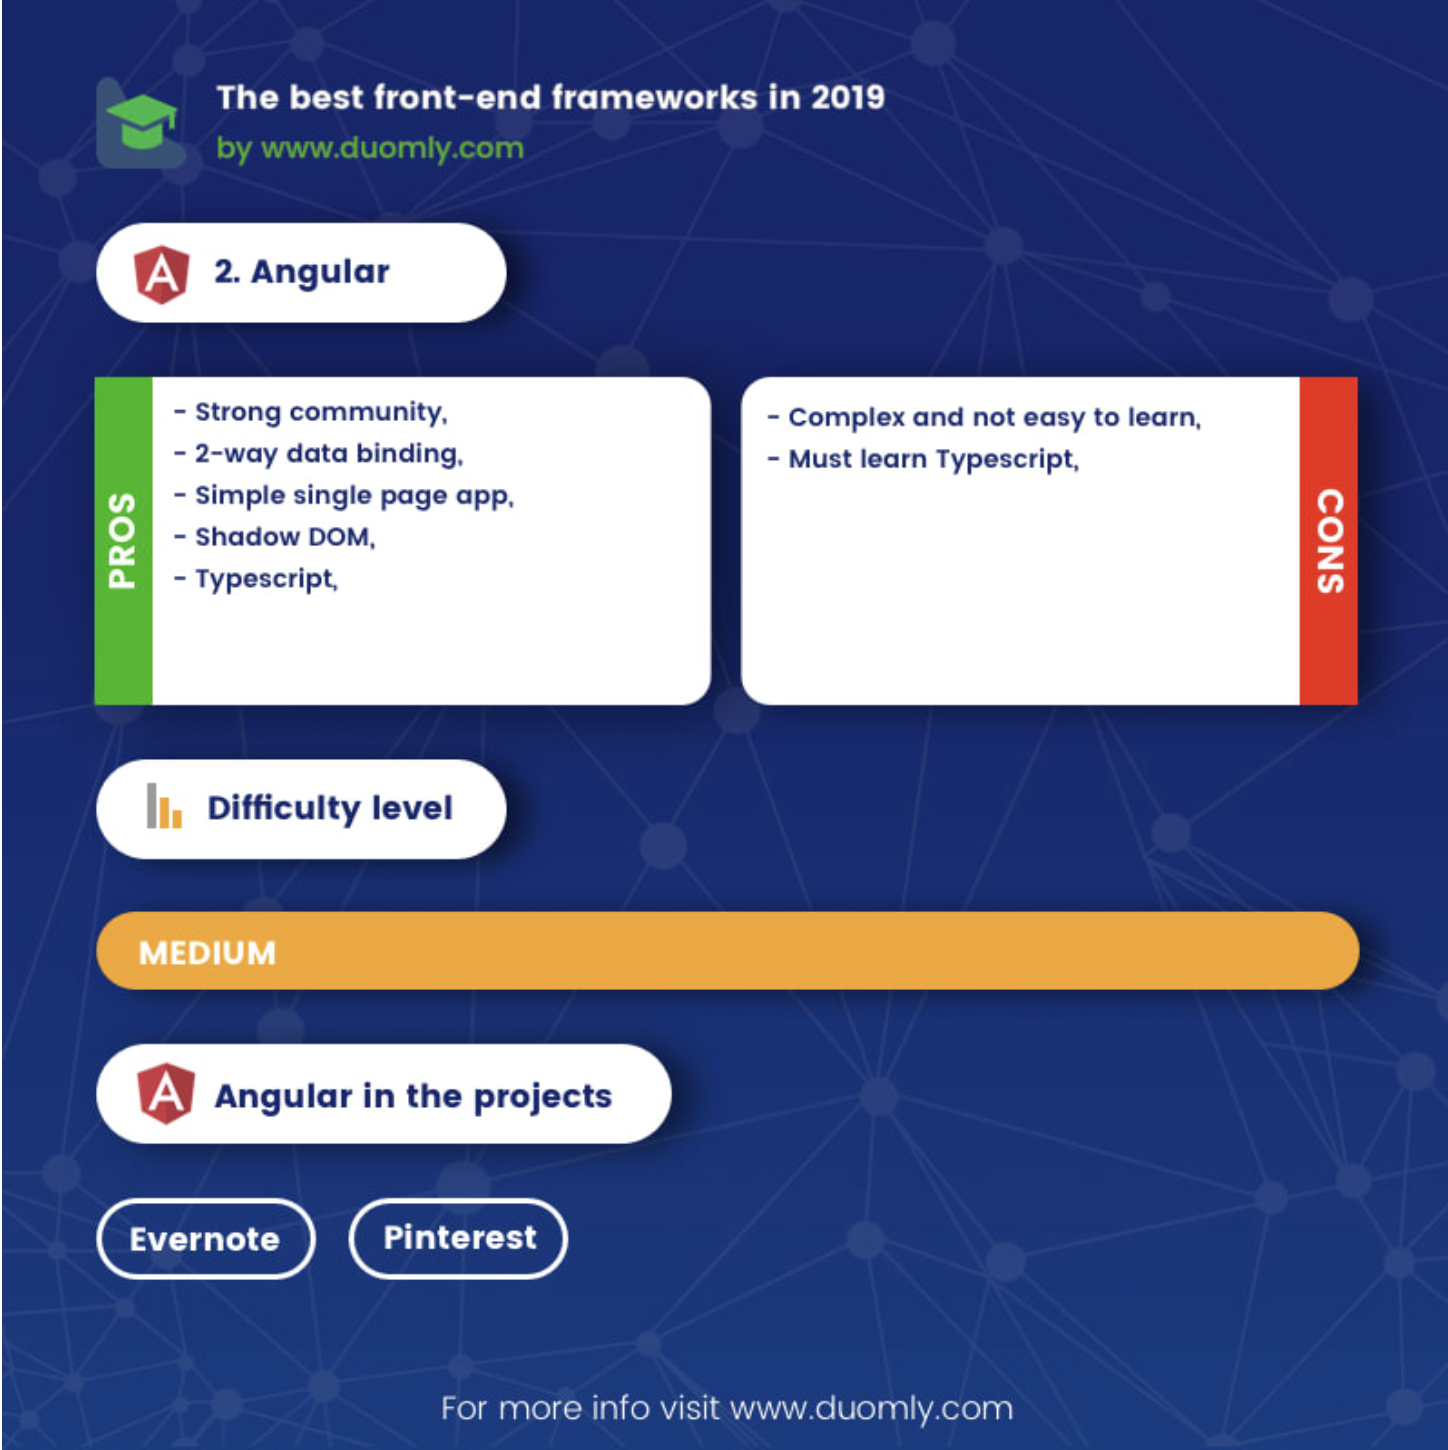 The best front-end frameworks in 2019
by www.duomly.com
2. Angular
PROS
- Strong community,
- 2-way data binding,
- Simple single page app,
- Shadow DOM,
- Typescript,
- Complex and not easy to learn,
- Must learn Typescript,
CONS
Difficulty level
MEDIUM
Angular in the projects
Evernote
Pinterest
For more info visit www.duomly.com